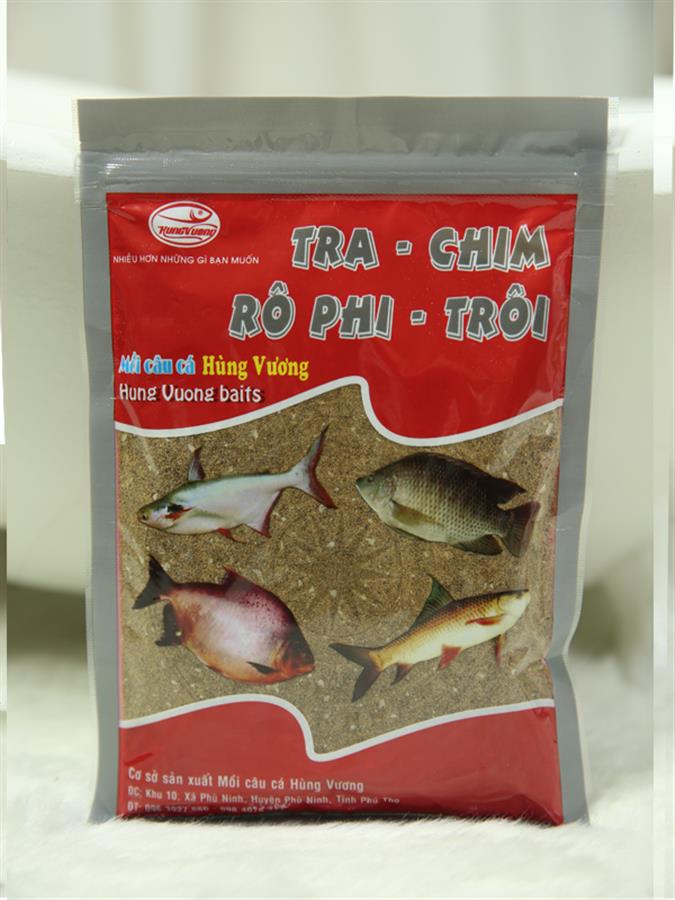 HungVuong
NHIỀU HƠN NHỮNG GÌ BẠN MUỐN
TRA - CHIM
RÔ PHI - TRÔI
Mồi câu cá Hùng Vương
Hung Vuong baits
Cơ sở sản xuất Mồi câu cá Hùng Vương
ĐC: Khu 10, Xã Phù Ninh, Huyện Phù Ninh, Tỉnh Phú Thọ
ĐT: 096